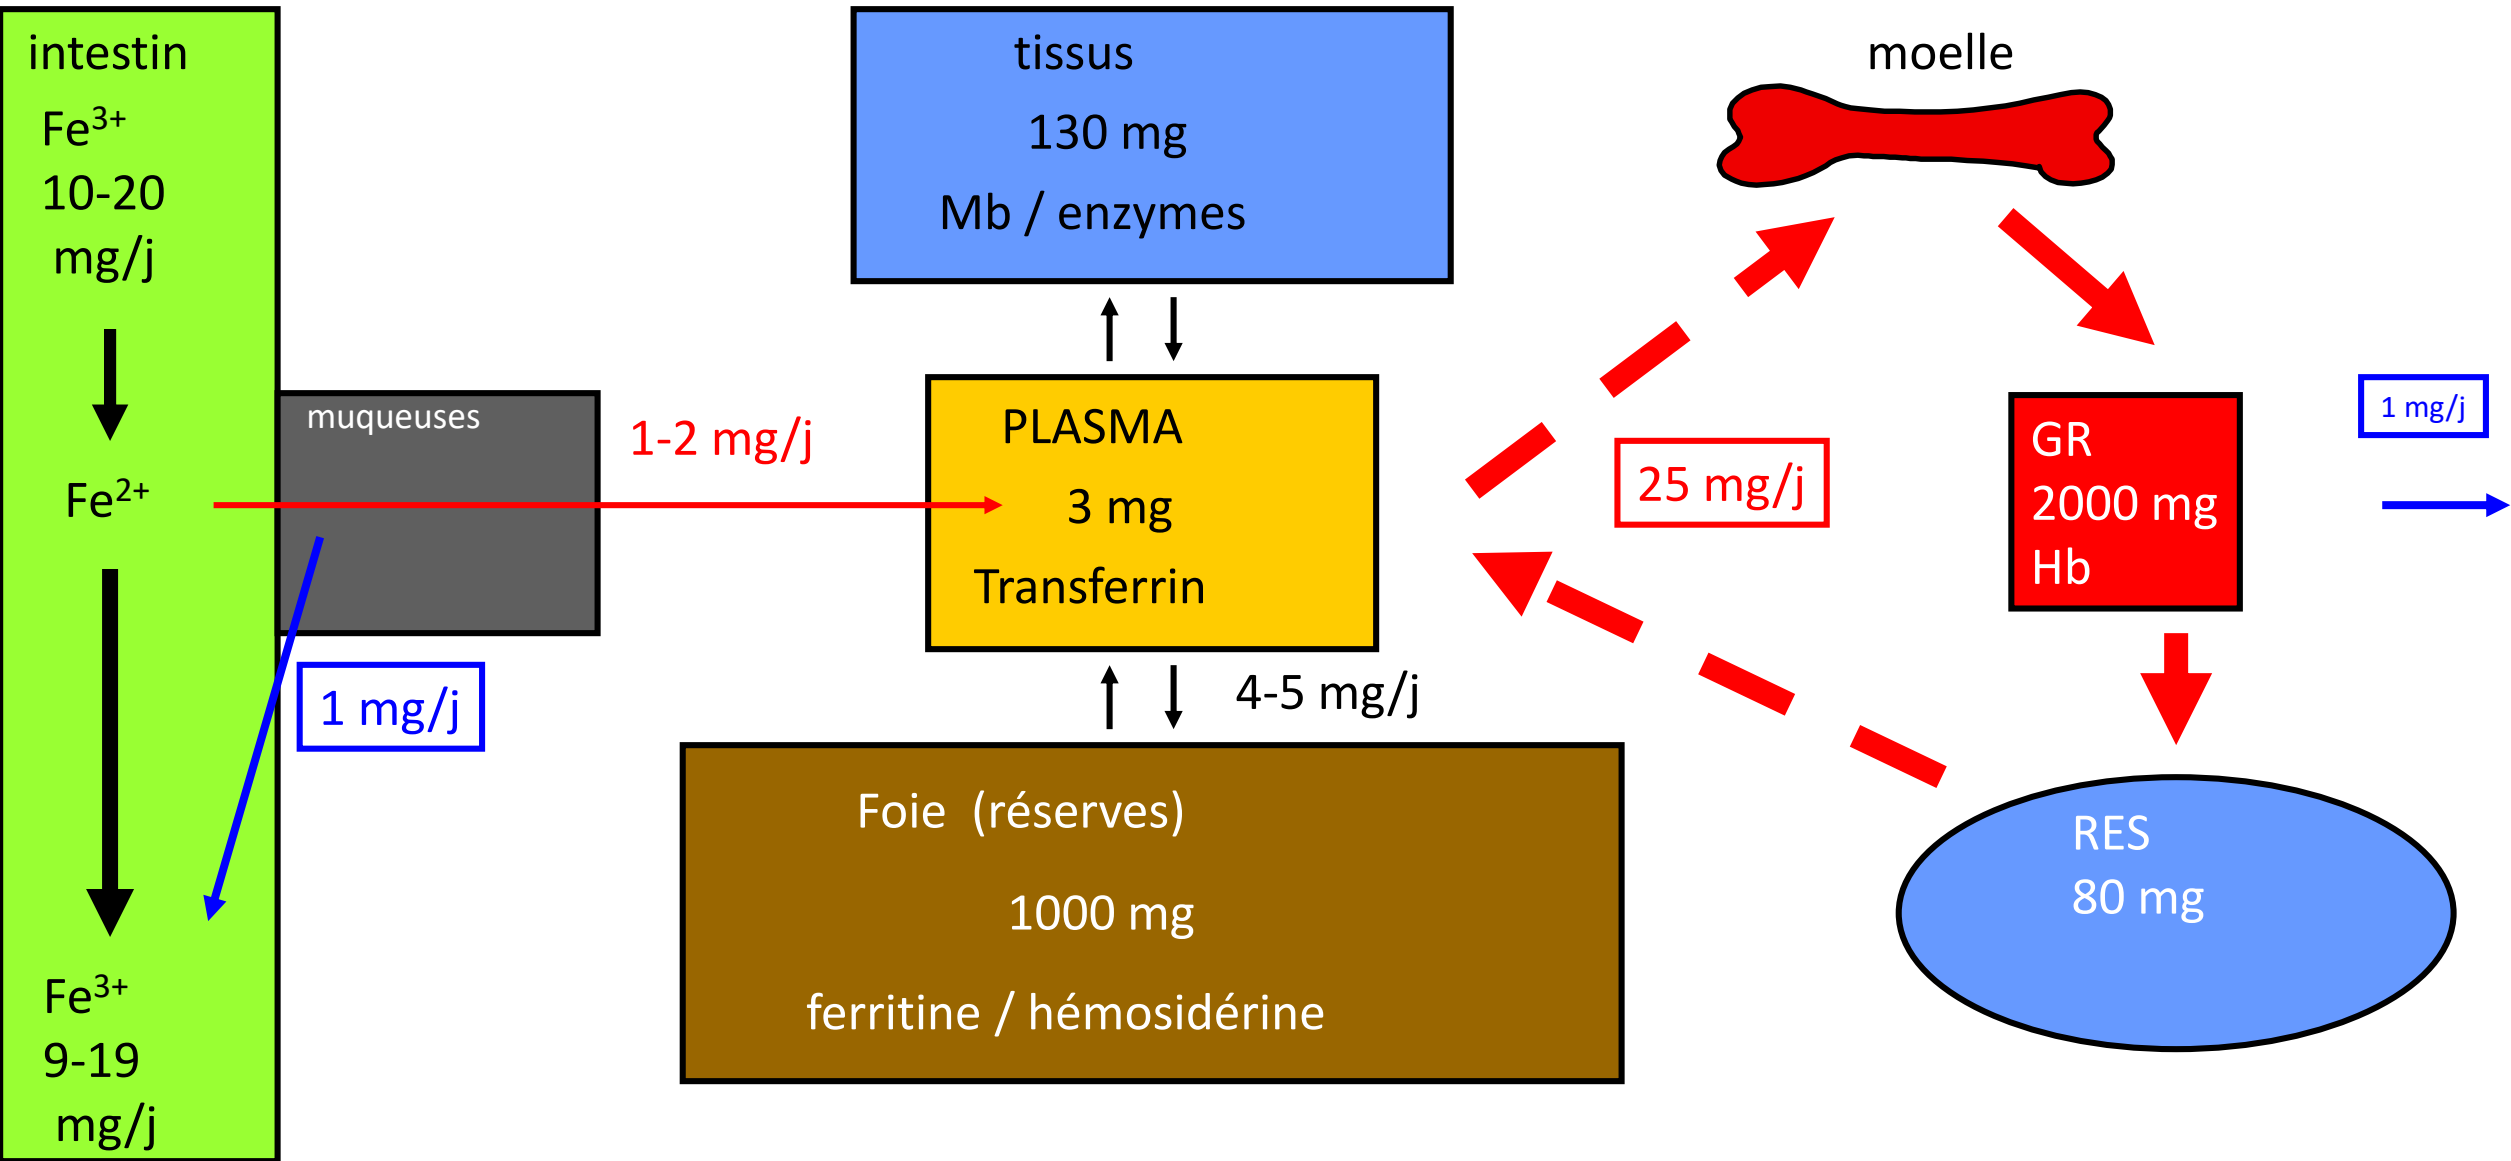 intestin
Fe³⁺
10-20
mg/j
Fe²⁺
Fe³⁺
9-19
mg/j
muqueuses
1 mg/j
1-2 mg/j
tissus
130 mg
Mb / enzymes
PLASMA
3 mg
Transferrin
4-5 mg/j
Foie (réserves)
1000 mg
ferritine / hémosidérine
moelle
25 mg/j
GR
2000 mg
Hb
1 mg/j
RES
80 mg